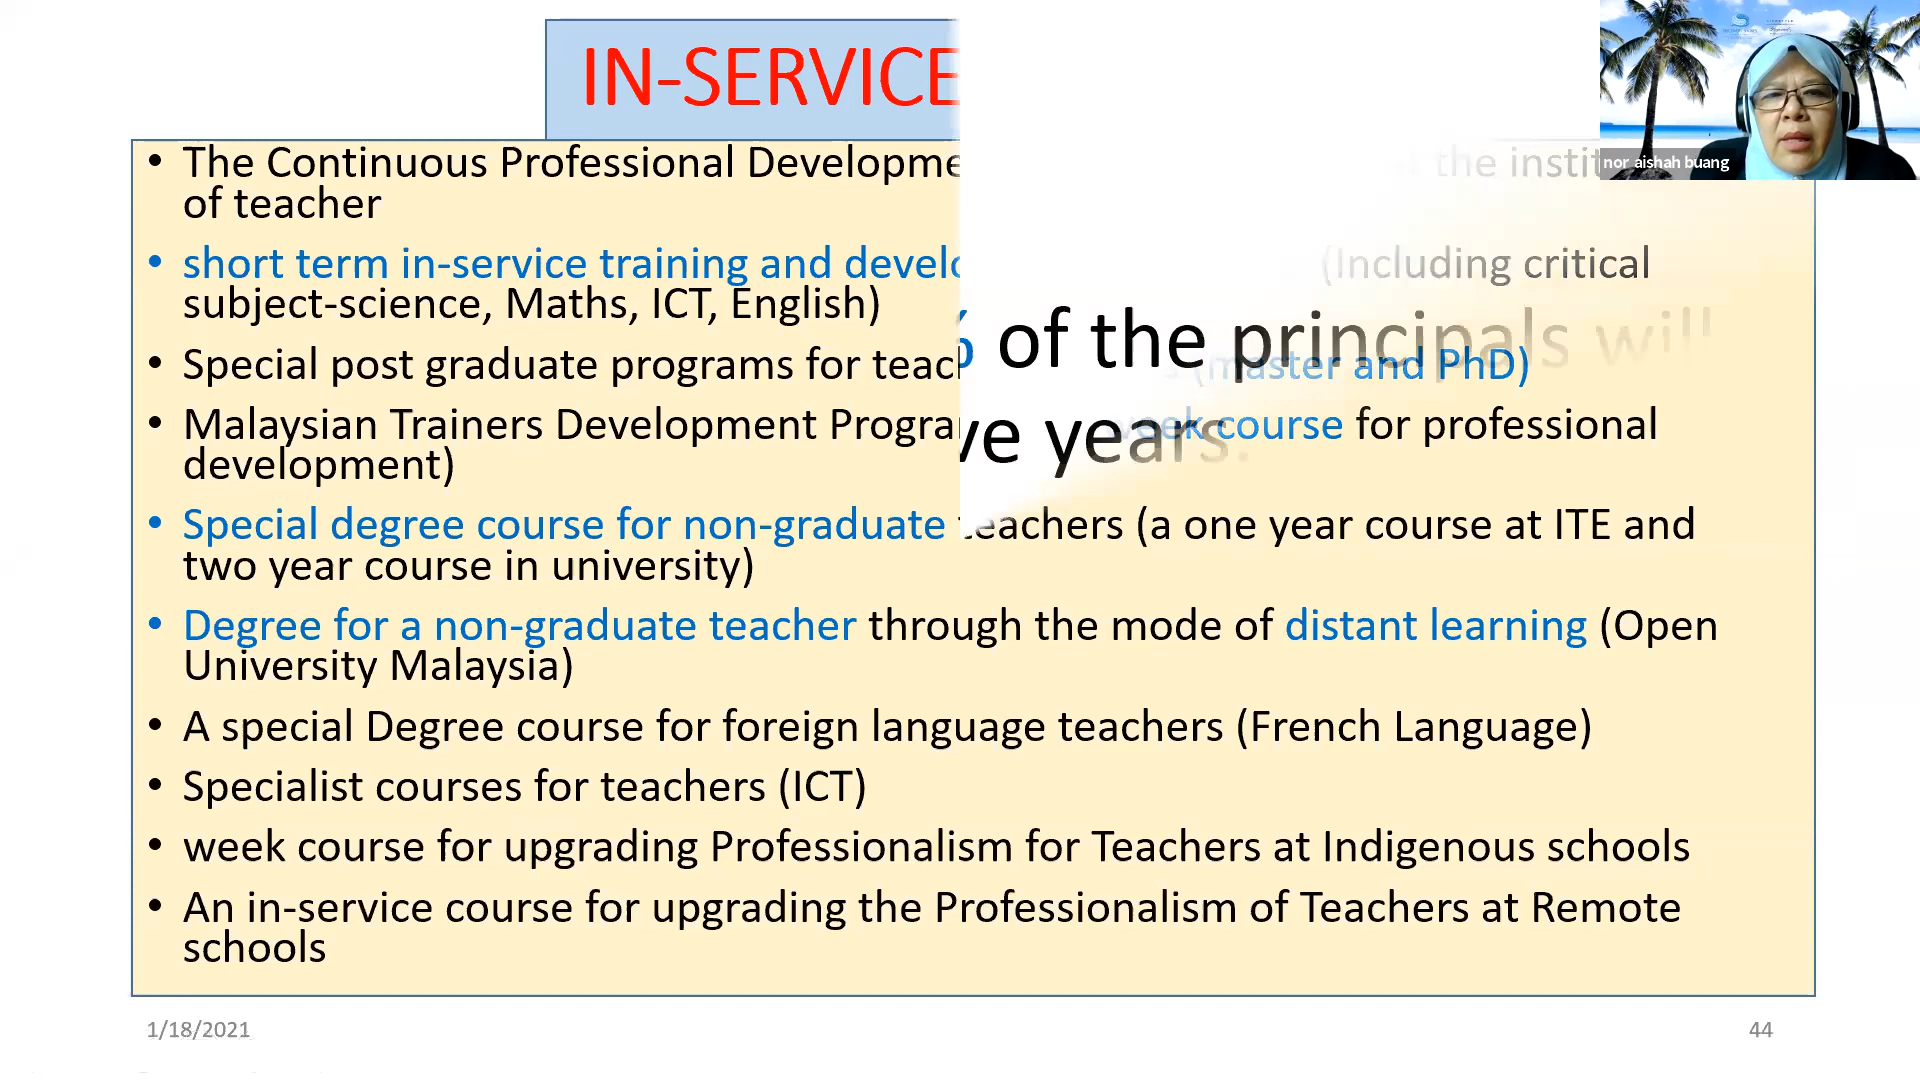 IN-SERVICE
• The Continuous Professional Developme the instit
of teacher
• short term in-service training and develo (Including critical
subject-science, Maths, ICT, English)
% of the principals will
• Special post graduate programs for teach (master and PhD)
• Malaysian Trainers Development Progra week course for professional
ve years.
development)
• Special degree course for non-graduate teachers (a one year course at ITE and
two year course in university)
• Degree for a non-graduate teacher through the mode of distant learning (Open
University Malaysia)
• A special Degree course for foreign language teachers (French Language)
• Specialist courses for teachers (ICT)
• week course for upgrading Professionalism for Teachers at Indigenous schools
• An in-service course for upgrading the Professionalism of Teachers at Remote
schools
1/18/2021
44
nor aishah buang